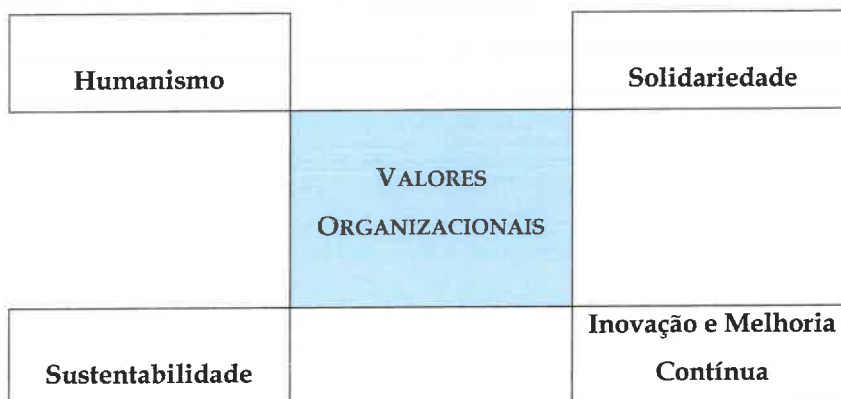 Humanismo
Solidariedade
VALORES
ORGANIZACIONAIS
Sustentabilidade
Inovação e Melhoria
Contínua